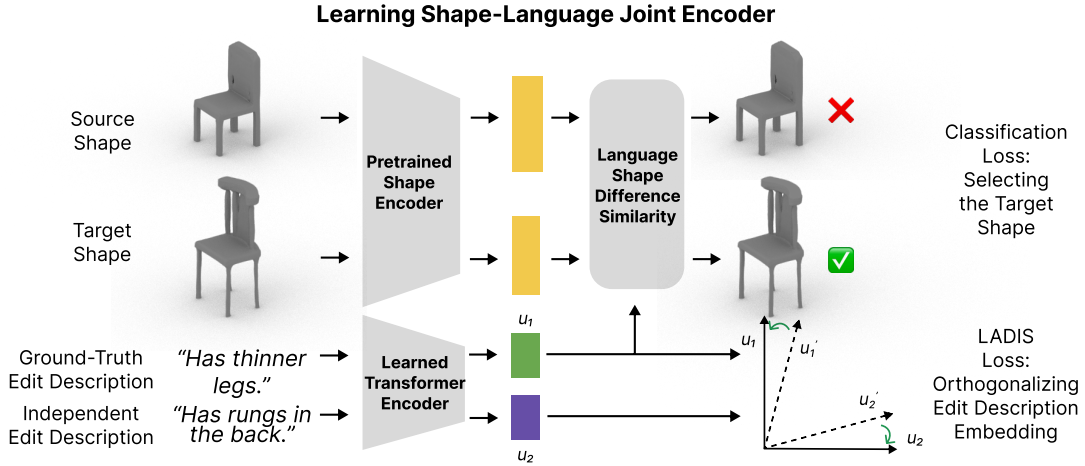 Learning Shape-Language Joint Encoder
Source
Shape
Target
Shape
Ground-Truth
Edit Description
Independent
Edit Description
“Has thinner
legs.”
“Has rungs in
the back.”
Pretrained
Shape
Encoder
Learned
Transformer
Encoder
u₁
u₂
Language
Shape
Difference
Similarity
u₁
u₁′
u₂′
u₂
Classification
Loss:
Selecting
the Target
Shape
LADIS
Loss:
Orthogonalizing
Edit Description
Embedding